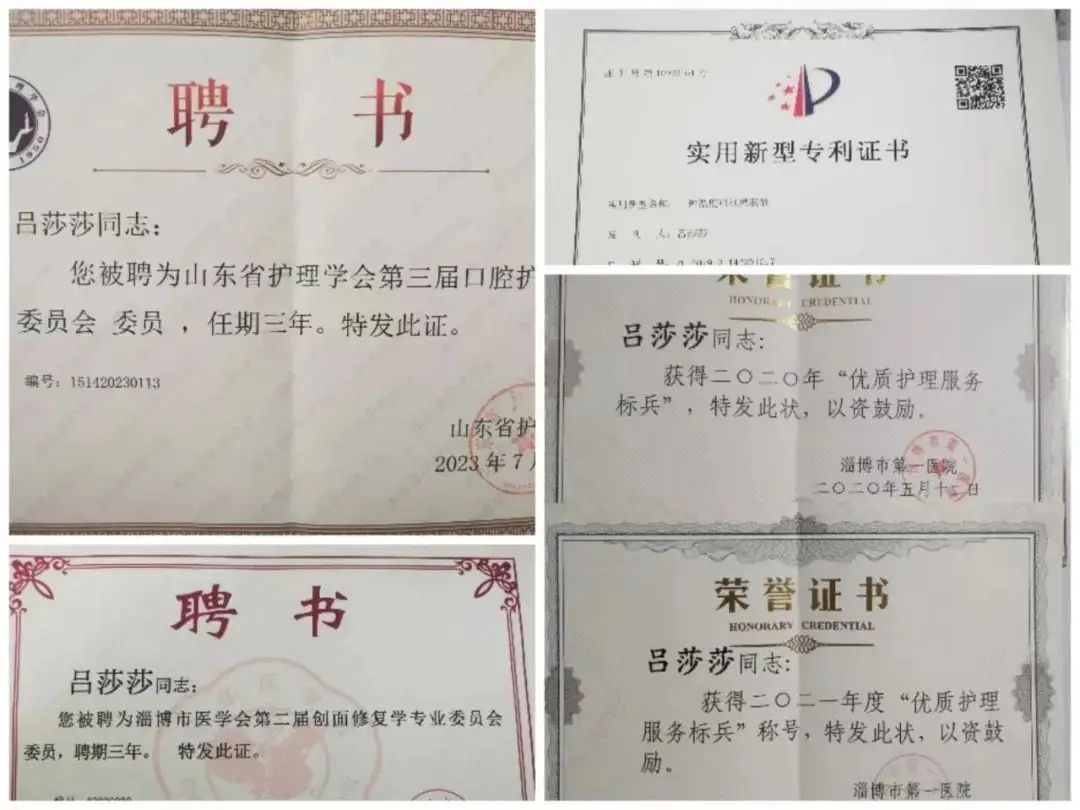 聘 书
1950
吕莎莎同志：
您被聘为山东省护理学会第三届口腔护
委员会 委员 ，任期三年。特发此证。
编号：151420230113
山东省护
2023年7月
实用新型专利证书
吕莎莎
荣誉证书
HONORARY CREDENTIAL
吕莎莎同志：
获得二〇二〇年“优质护理服务
标兵”，特发此状，以资鼓励。
淄博市第一医院
二〇二〇年五月十二日
聘 书
吕莎莎同志：
您被聘为淄博市医学会第二届创面修复学专业委员会
委员，聘期三年。 特发此证。
荣誉证书
HONORARY CREDENTIAL
吕莎莎同志：
获得二〇二一年度“优质护理
服务标兵”称号，特发此状，以资鼓
励。
淄博市第一医院